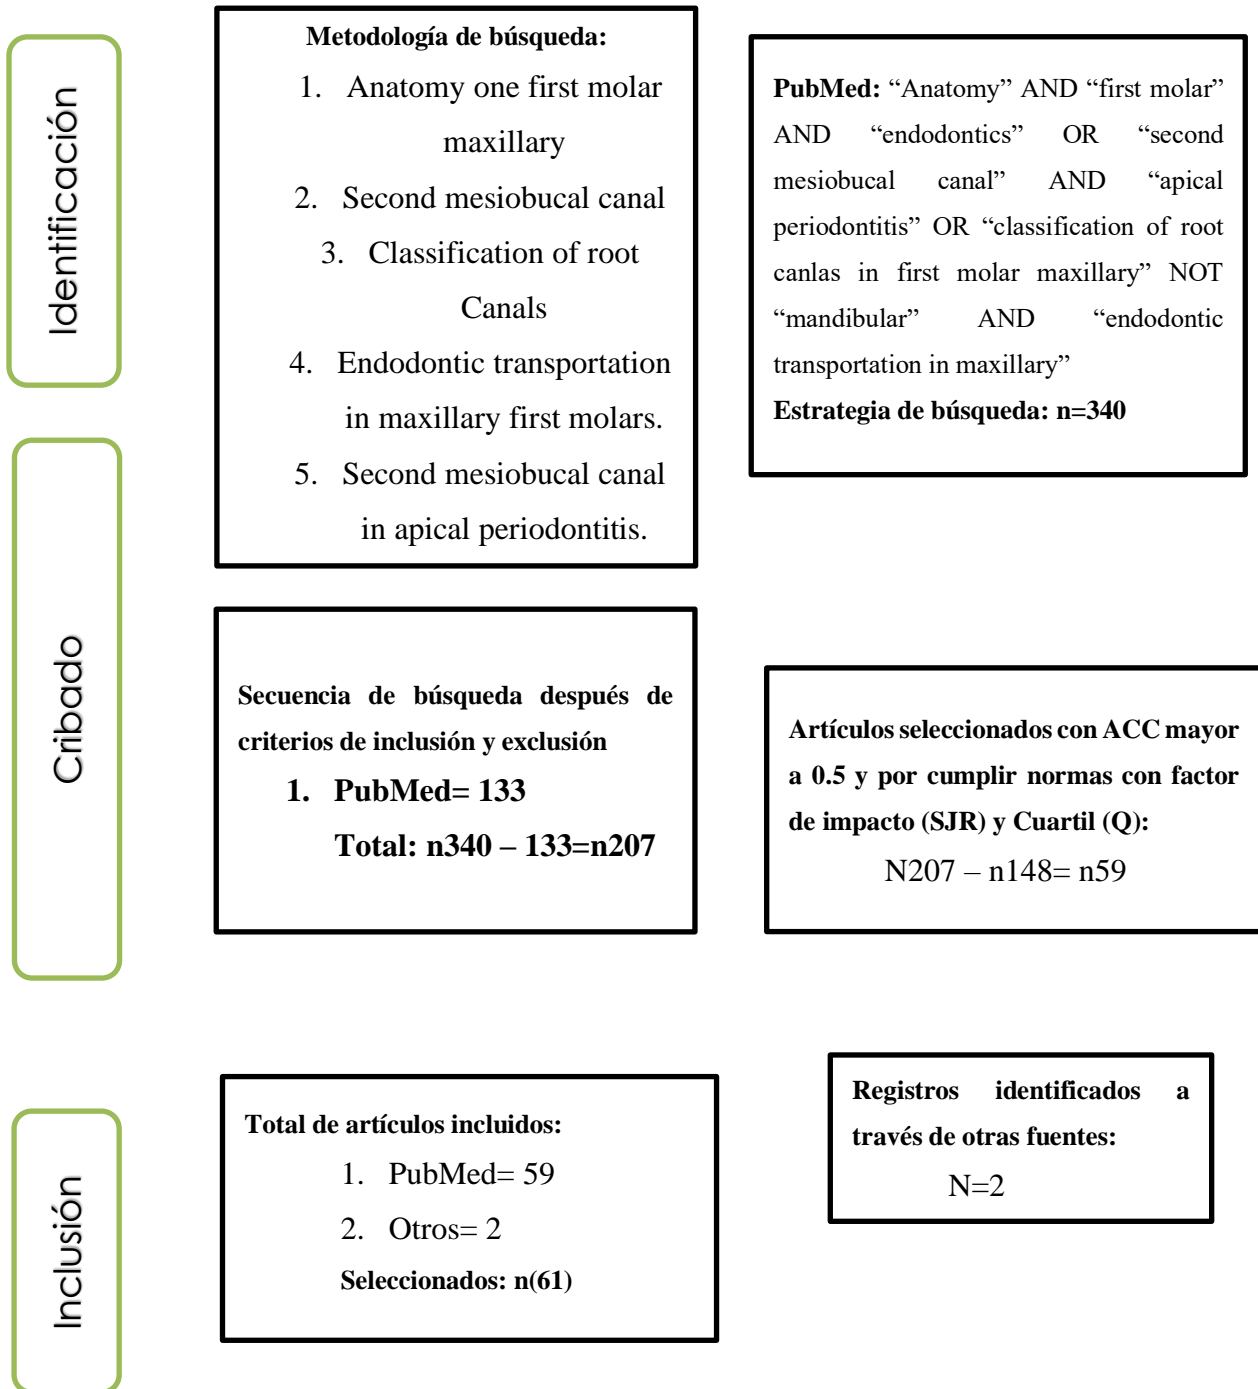 Identificación
Metodología de búsqueda:
1. Anatomy one first molar
maxillary
2. Second mesiobucal canal
3. Classification of root
Canals
4. Endodontic transportation
in maxillary first molars.
5. Second mesiobucal canal
in apical periodontitis.
PubMed: “Anatomy” AND “first molar”
AND “endodontics” OR “second
mesiobucal canal” AND “apical
periodontitis” OR “classification of root
canlas in first molar maxillary” NOT
“mandibular” AND “endodontic
transportation in maxillary”
Estrategia de búsqueda: n=340
Cribado
Secuencia de búsqueda después de
criterios de inclusión y exclusión
1. PubMed= 133
Total: n340 – 133=n207
Artículos seleccionados con ACC mayor
a 0.5 y por cumplir normas con factor
de impacto (SJR) y Cuartil (Q):
N207 – n148= n59
Inclusión
Total de artículos incluidos:
1. PubMed= 59
2. Otros= 2
Seleccionados: n(61)
Registros identificados a
través de otras fuentes:
N=2